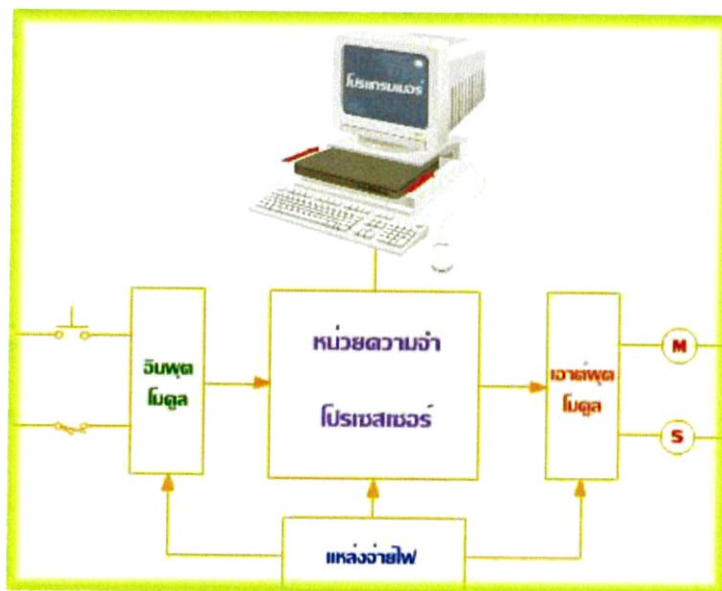 โปรแกรมเมอร์
หน่วยความจำ
โปรเซสเซอร์
อินพุต
โมดูล
เอาต์พุต
โมดูล
M
S
แหล่งจ่ายไฟ